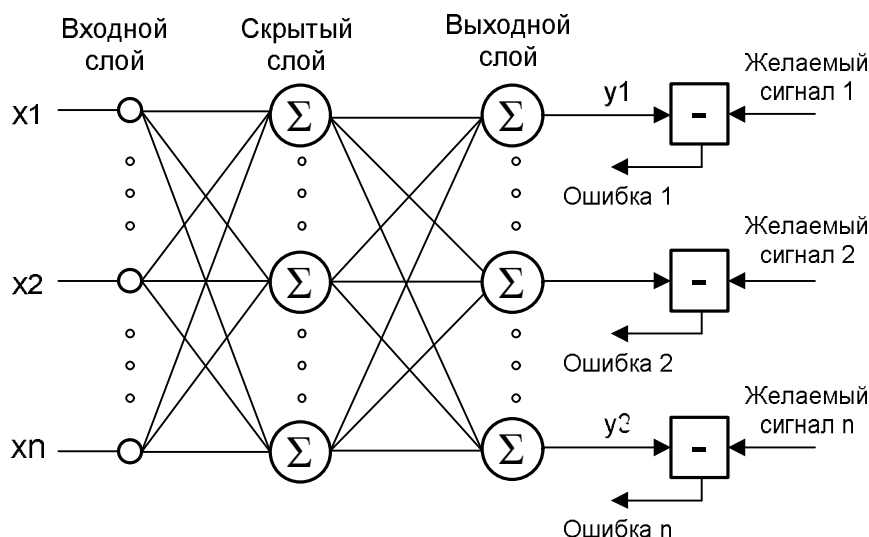 Входной
слой
Скрытый
слой
Выходной
слой
x1
Σ
Σ
y1
-
Желаемый
сигнал 1
Ошибка 1
x2
Σ
Σ
-
Желаемый
сигнал 2
Ошибка 2
xn
Σ
Σ
y3
-
Желаемый
сигнал n
Ошибка n